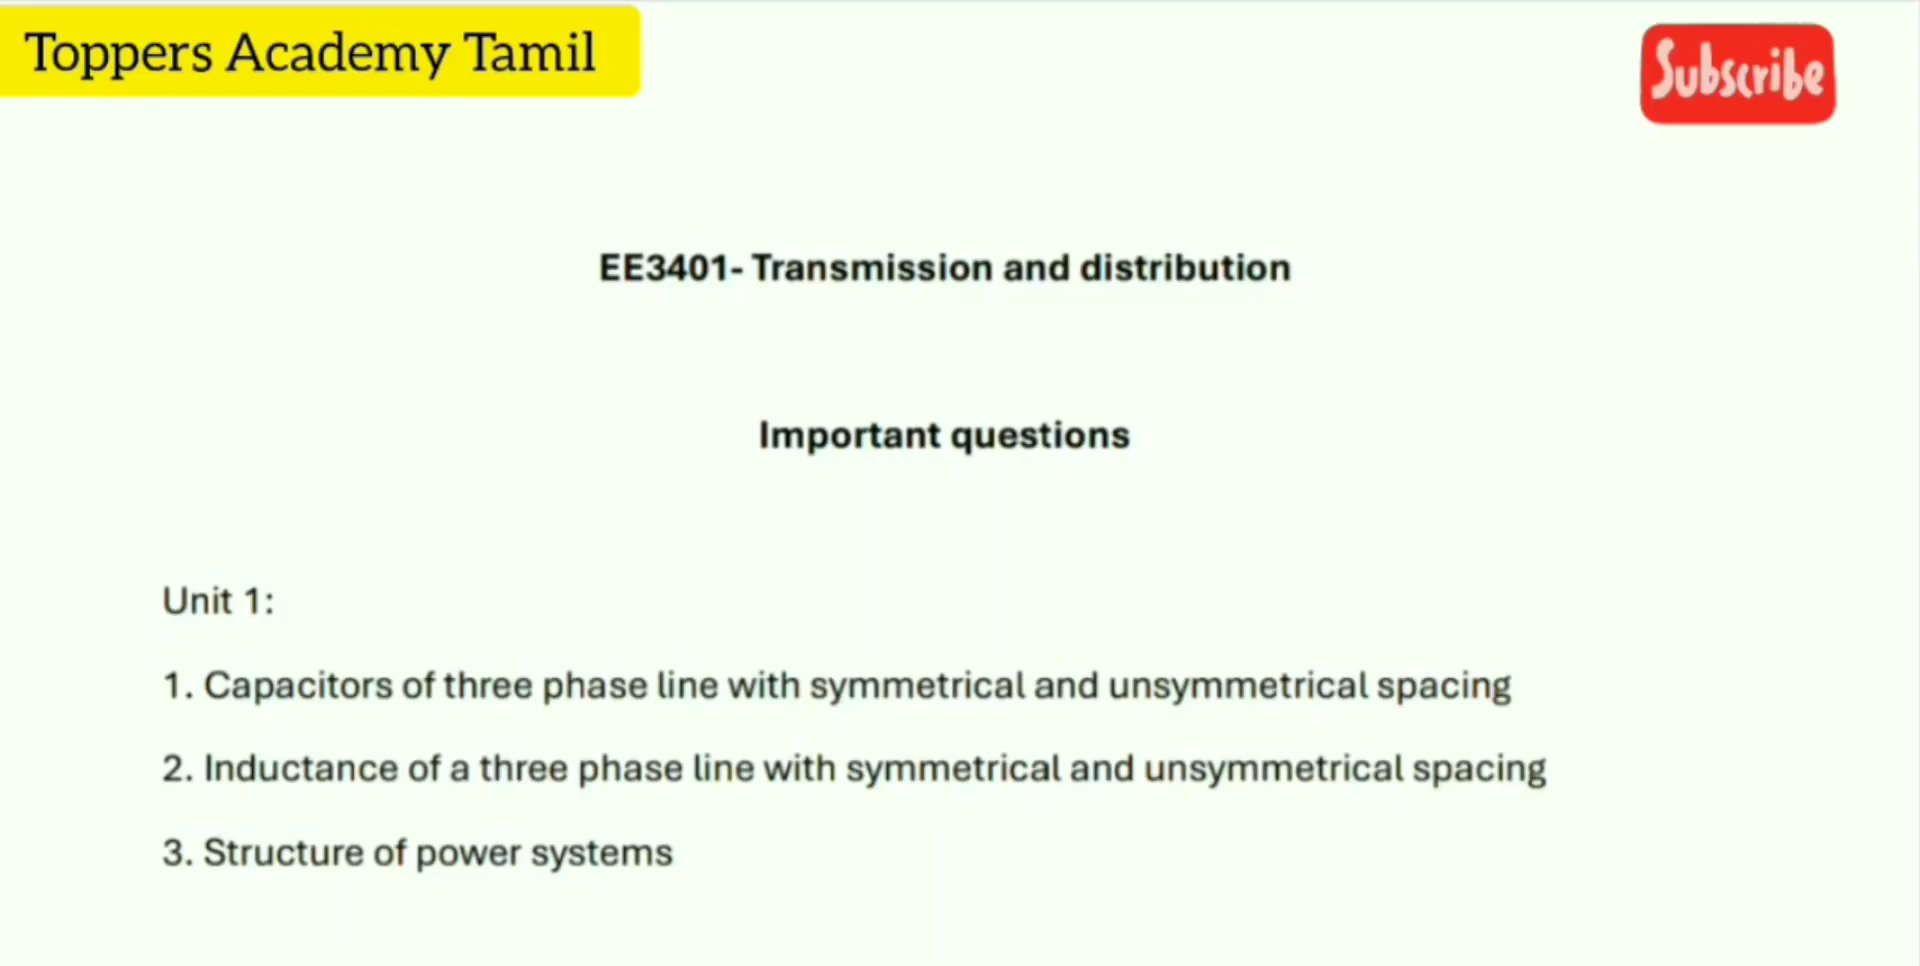 Toppers Academy Tamil
Subscribe
EE3401- Transmission and distribution
Important questions
Unit 1:
1. Capacitors of three phase line with symmetrical and unsymmetrical spacing
2. Inductance of a three phase line with symmetrical and unsymmetrical spacing
3. Structure of power systems